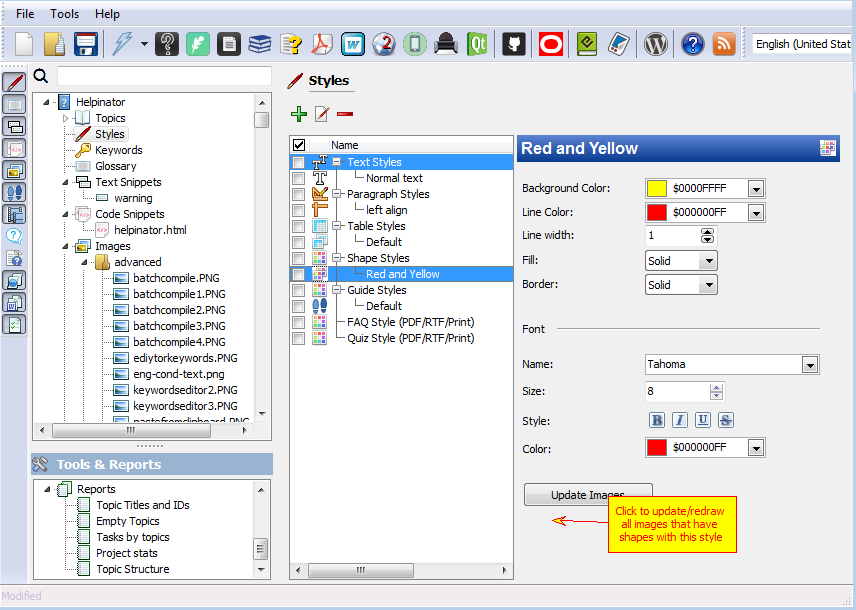 File Tools Help
English (United Stat
Helpinator
Topics
Styles
Keywords
Glossary
Text Snippets
warning
Code Snippets
helpinator.html
Images
advanced
batchcompile.PNG
batchcompile1.PNG
batchcompile2.PNG
batchcompile3.PNG
batchcompile4.PNG
ediytorkeywords.PNG
eng-cond-text.png
keywordseditor2.PNG
keywordseditor3.PNG
pastefromclipboard.PNG
Tools & Reports
Reports
Topic Titles and IDs
Empty Topics
Tasks by topics
Project stats
Topic Structure
Styles
Name
Text Styles
Normal text
Paragraph Styles
left align
Table Styles
Default
Shape Styles
Red and Yellow
Guide Styles
Default
FAQ Style (PDF/RTF/Print)
Quiz Style (PDF/RTF/Print)
Red and Yellow
Background Color: $0000FFFF
Line Color: $000000FF
Line width: 1
Fill: Solid
Border: Solid
Font
Name: Tahoma
Size: 8
Style: B I U S
Color: $000000FF
Update Images
Click to update/redraw
all images that have
shapes with this style
Modified